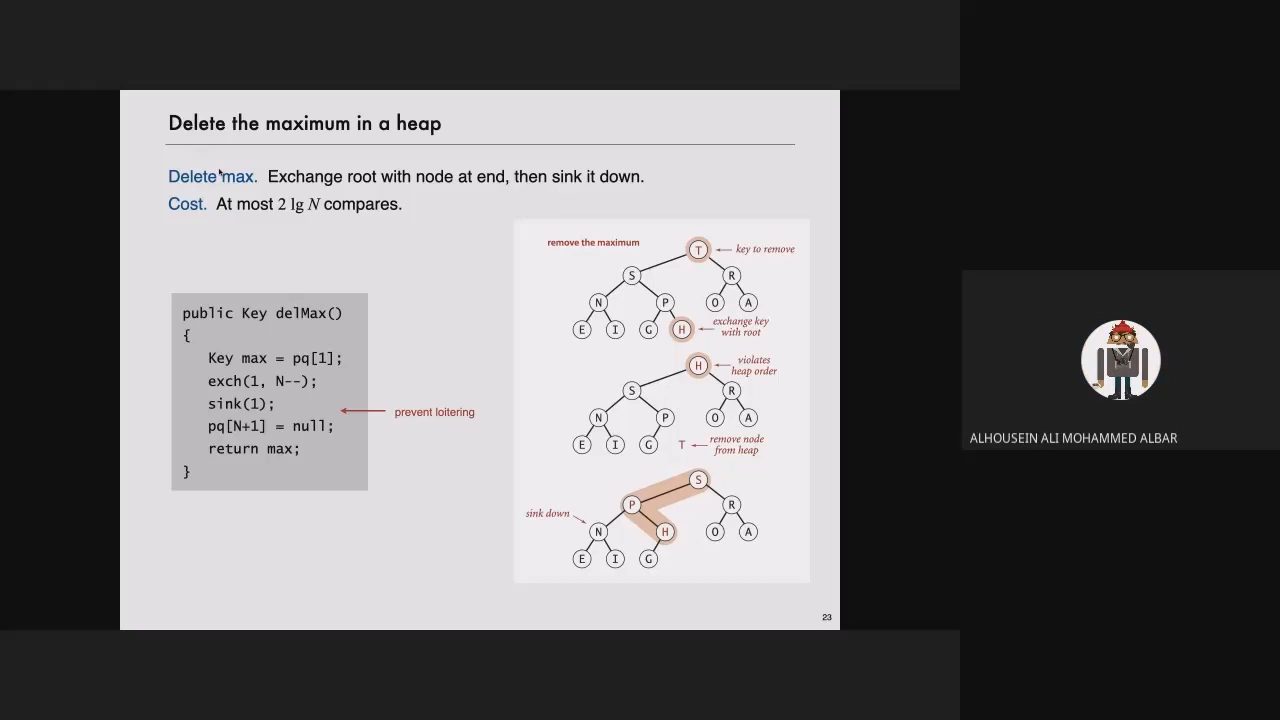 Delete the maximum in a heap
Delete max. Exchange root with node at end, then sink it down.
Cost. At most 2 lg N compares.
public Key delMax()
{
Key max = pq[1];
exch(1, N--);
sink(1);
pq[N+1] = null;
return max;
}
prevent loitering
remove the maximum
T
key to remove
S R
N P O A
E I G H
exchange key
with root
H
violates
heap order
S R
N P O A
E I G T
remove node
from heap
S
P R
sink down
N H O A
E I G
23
ALHOUSEIN ALI MOHAMMED ALBAR